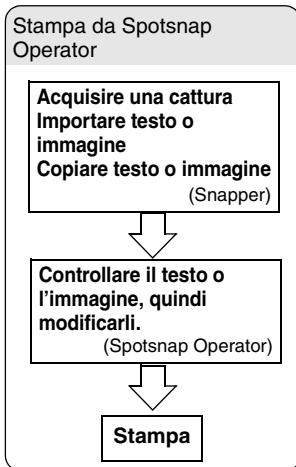 Stampa da Spotsnap
Operator
Acquisire una cattura
Importare testo o
immagine
Copiare testo o immagine
(Snapper)
Controllare il testo o
l'immagine, quindi
modificarli.
(Spotsnap Operator)
Stampa